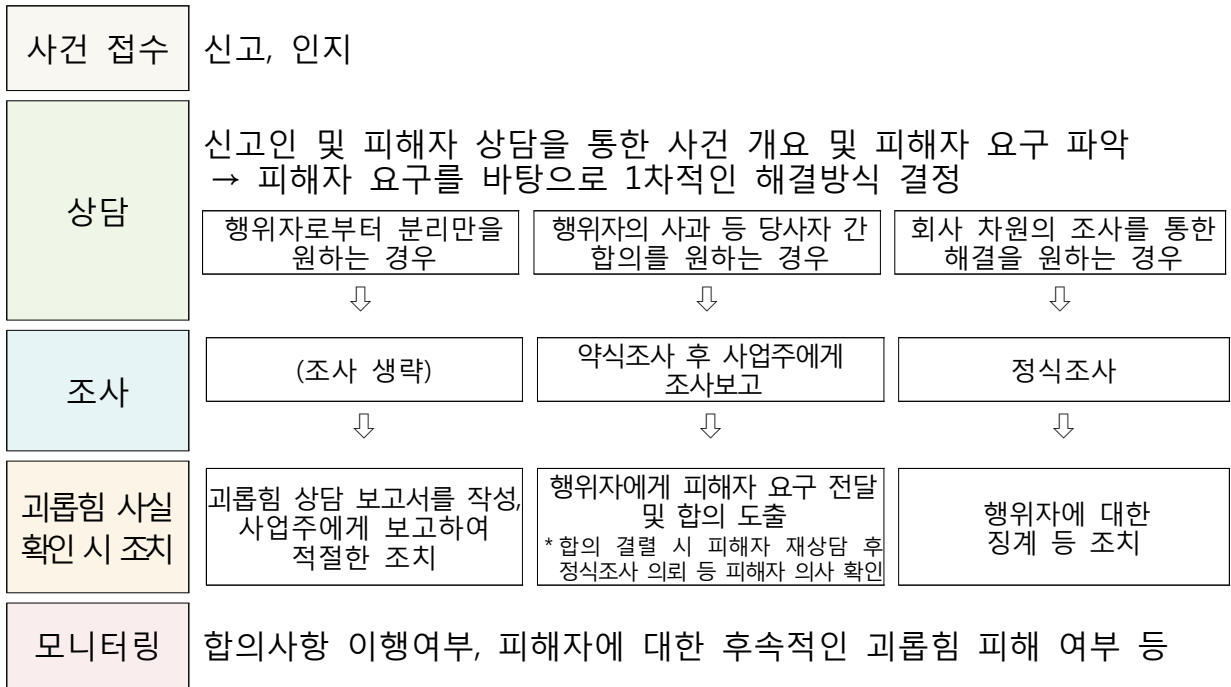 사건 접수
신고, 인지
상담
신고인 및 피해자 상담을 통한 사건 개요 및 피해자 요구 파악
→ 피해자 요구를 바탕으로 1차적인 해결방식 결정
행위자로부터 분리만을
원하는 경우
행위자의 사과 등 당사자 간
합의를 원하는 경우
회사 차원의 조사를 통한
해결을 원하는 경우
⇩
⇩
⇩
조사
(조사 생략)
약식조사 후 사업주에게
조사보고
정식조사
⇩
⇩
⇩
괴롭힘 사실
확인 시 조치
괴롭힘 상담 보고서를 작성,
사업주에게 보고하여
적절한 조치
행위자에게 피해자 요구 전달
및 합의 도출
* 합의 결렬 시 피해자 재상담 후
정식조사 의뢰 등 피해자 의사 확인
행위자에 대한
징계 등 조치
모니터링
합의사항 이행여부, 피해자에 대한 후속적인 괴롭힘 피해 여부 등